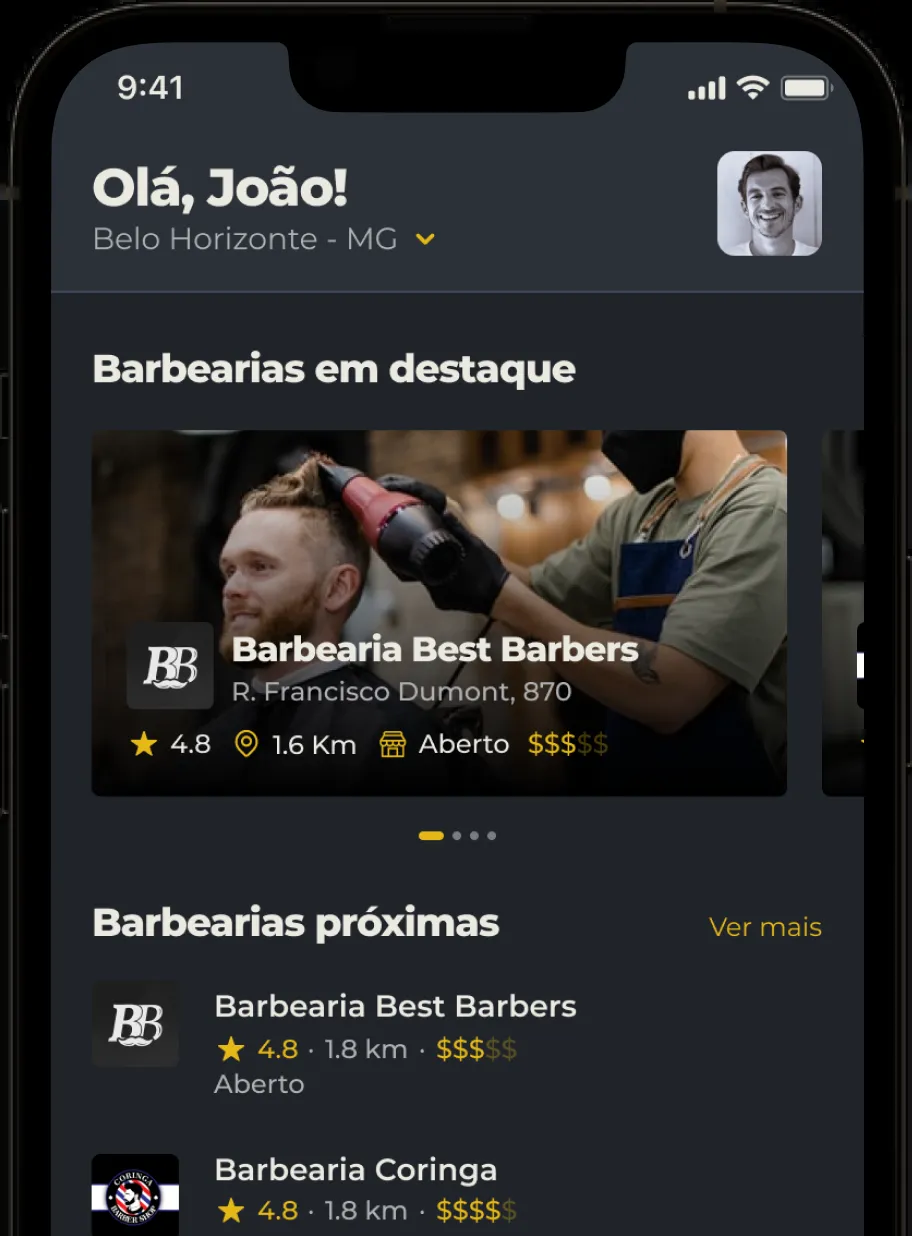 9:41
Olá, João!
Belo Horizonte - MG
Barbearias em destaque
BB
Barbearia Best Barbers
R. Francisco Dumont, 870
4.8 1.6 Km Aberto $$$$$
Barbearias próximas
Ver mais
BB
Barbearia Best Barbers
4.8 · 1.8 km · $$$$$
Aberto
CORINGA
BARBER SHOP
Barbearia Coringa
4.8 · 1.8 km · $$$$$